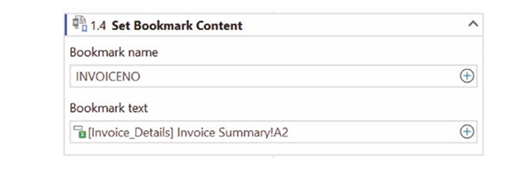 1.4 Set Bookmark Content
Bookmark name
INVOICENO
Bookmark text
[Invoice_Details] Invoice Summary!A2